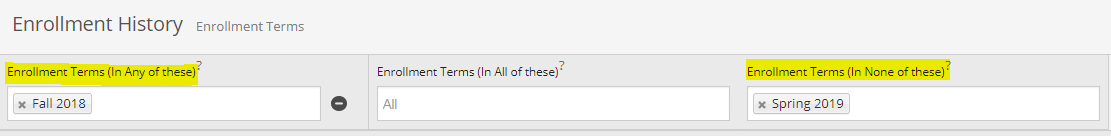 Enrollment History Enrollment Terms
Enrollment Terms (In Any of these)? Enrollment Terms (In All of these)? Enrollment Terms (In None of these)?
× Fall 2018 All × Spring 2019